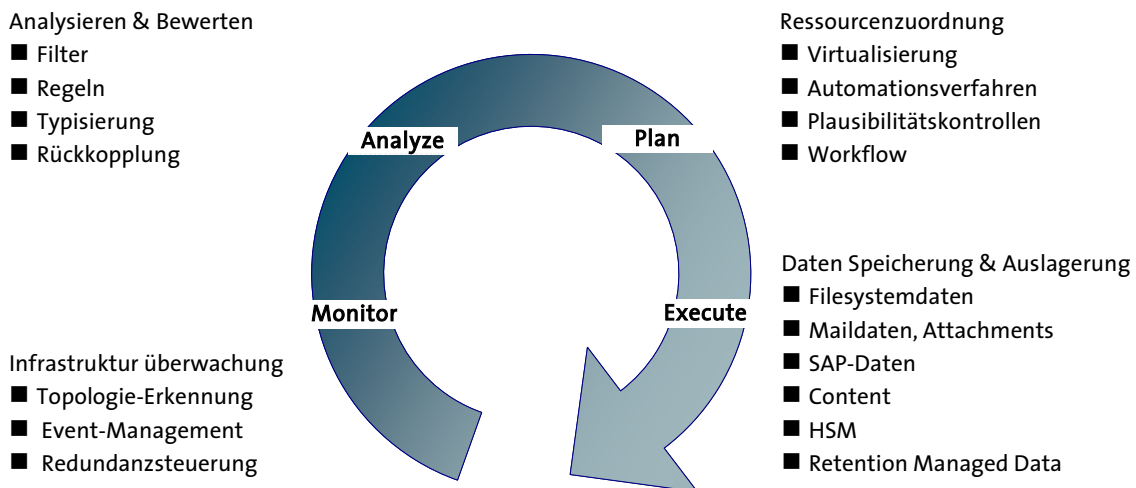 Analysieren & Bewerten
■ Filter
■ Regeln
■ Typisierung
■ Rückkopplung
Analyze
Plan
Ressourcenzuordnung
■ Virtualisierung
■ Automationsverfahren
■ Plausibilitätskontrollen
■ Workflow
Monitor
Execute
Infrastruktur überwachung
■ Topologie-Erkennung
■ Event-Management
■ Redundanzsteuerung
Daten Speicherung & Auslagerung
■ Filesystemdaten
■ Maildaten, Attachments
■ SAP-Daten
■ Content
■ HSM
■ Retention Managed Data